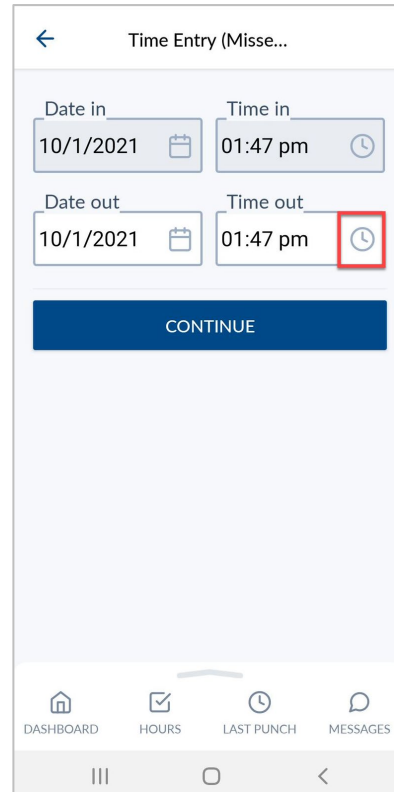 Time Entry (Misse...
Date in Time in
10/1/2021 01:47 pm
Date out Time out
10/1/2021 01:47 pm
CONTINUE
DASHBOARD HOURS LAST PUNCH MESSAGES